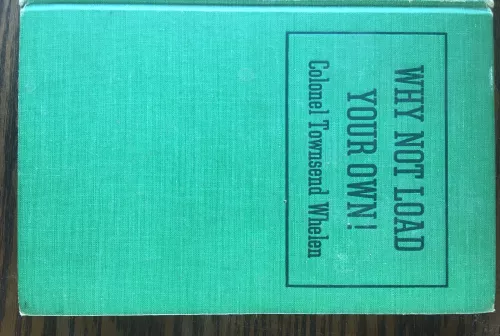 WHY NOT LOAD
YOUR OWN!
Colonel Townsend Whelen